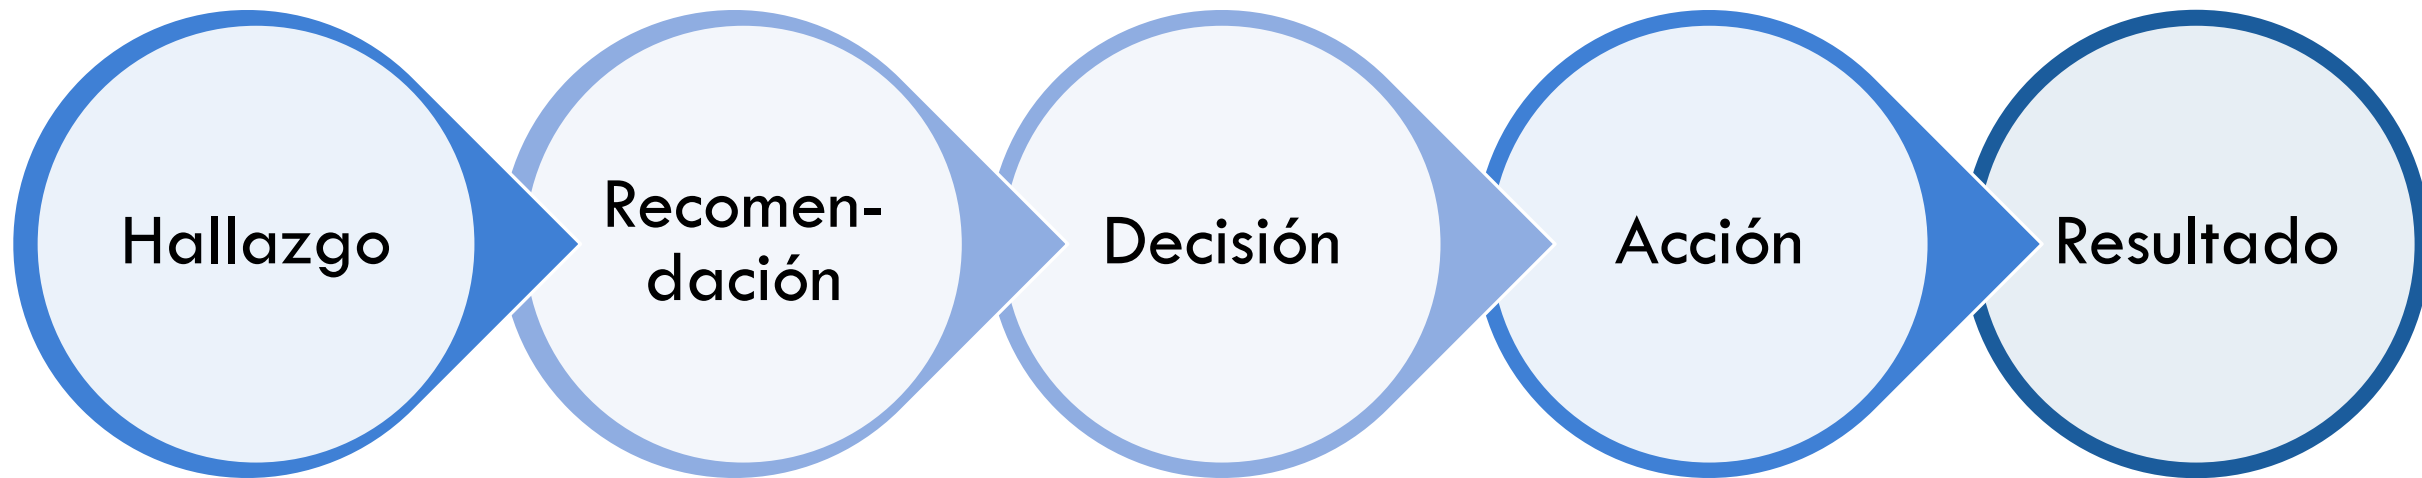 Hallazgo
Recomen-
dación
Decisión
Acción
Resultado